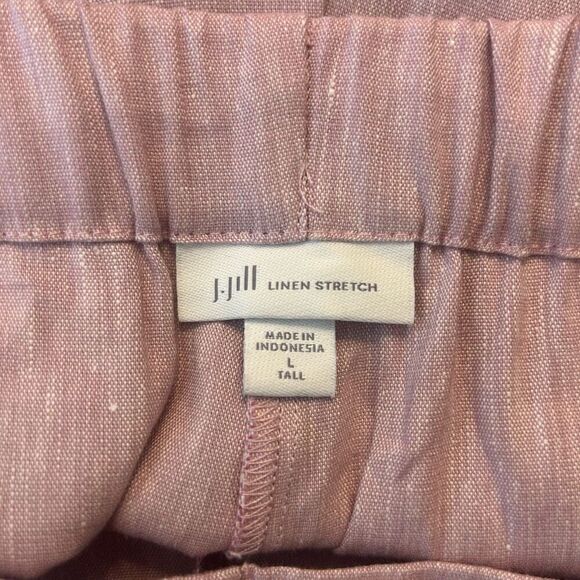 J.Jill LINEN STRETCH
MADE IN
INDONESIA
L
TALL